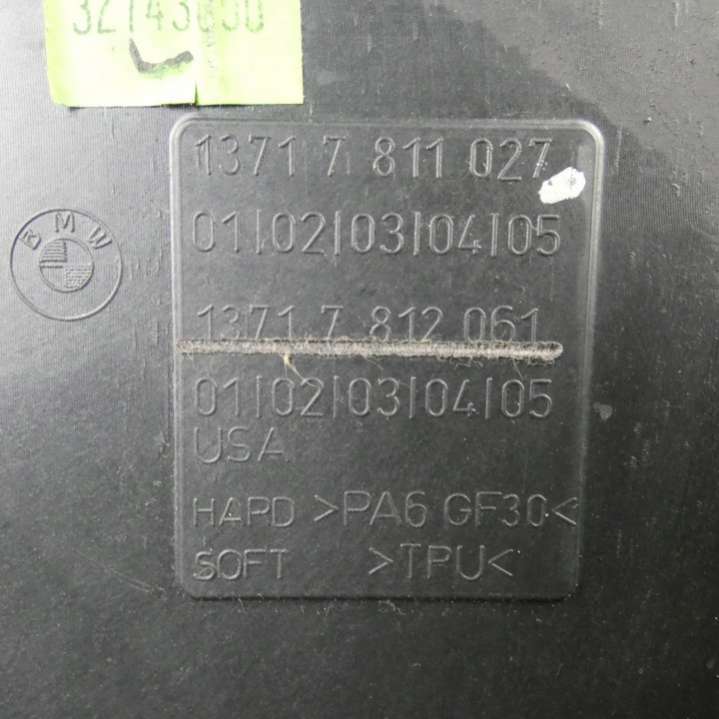 1371 7 811 027
01|02|03|04|05
BMW
1371 7 812 061
01|02|03|04|05
USA
HARD >PA6 GF30<
SOFT >TPU<